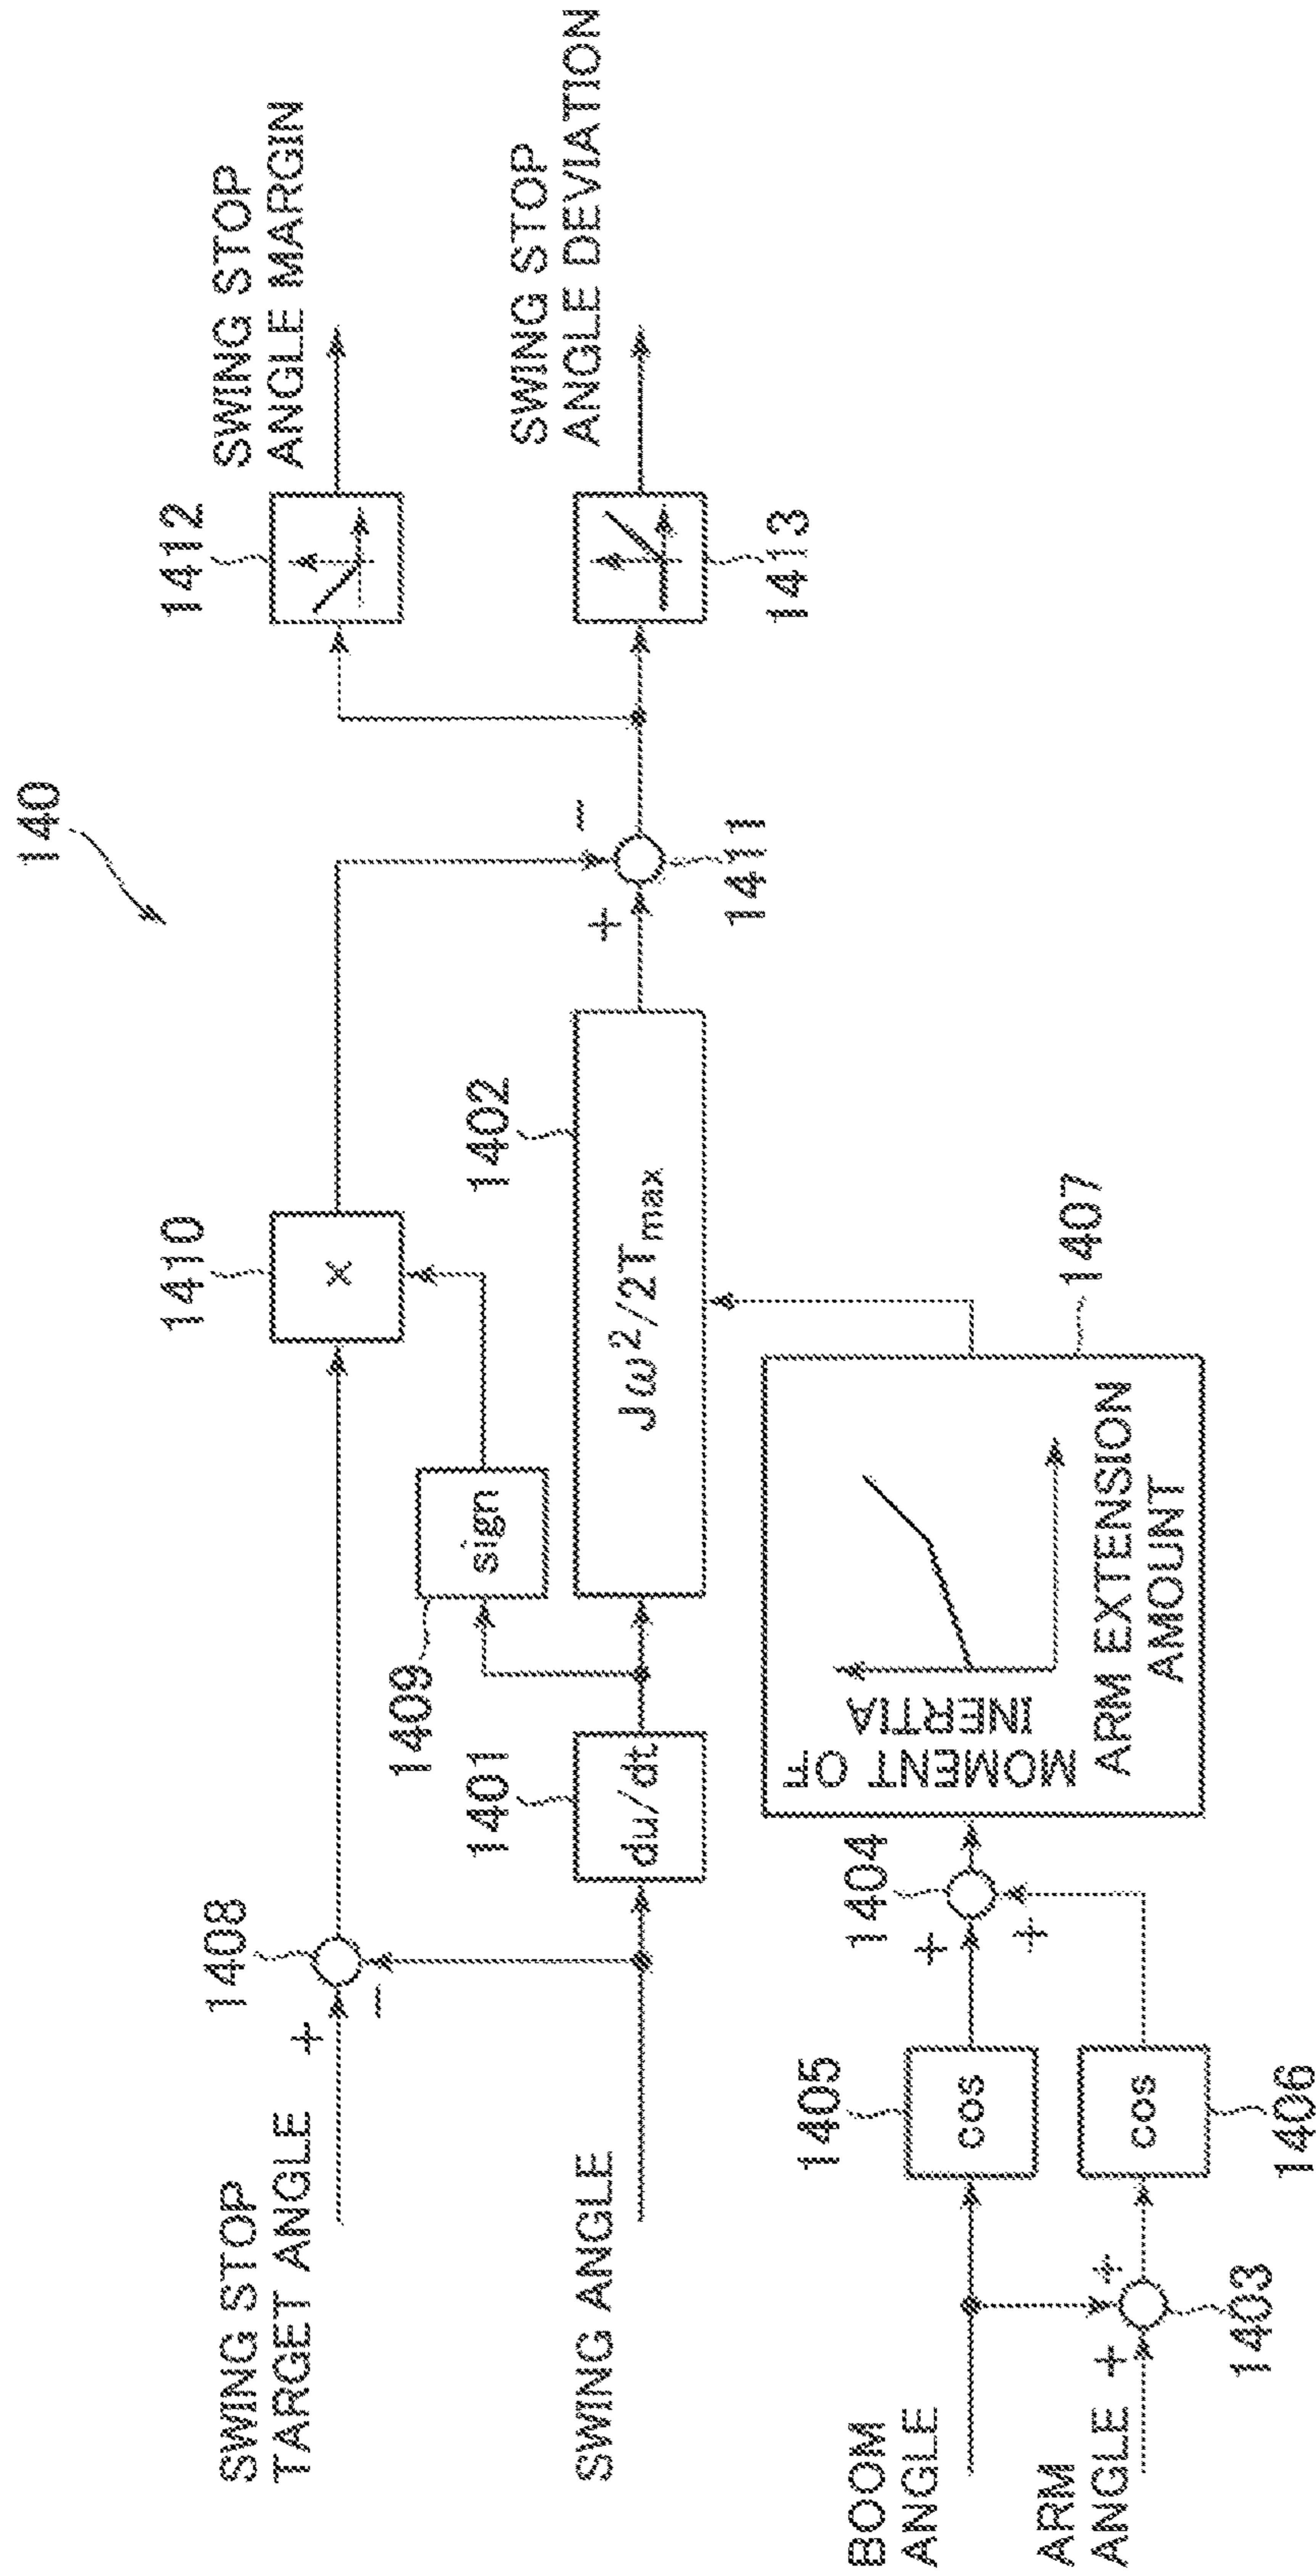 140
SWING STOP
TARGET ANGLE
+
−
1408
1410
×
1412
SWING STOP
ANGLE MARGIN
SWING ANGLE
1401
du/dt
1409
sign
1402
Jω²/2Tmax
+
−
1411
1413
SWING STOP
ANGLE DEVIATION
BOOM
ANGLE
ARM
ANGLE
+
+
1403
1405
cos
1406
cos
+
+
1404
MOMENT OF
INERTIA
ARM EXTENSION
AMOUNT
1407